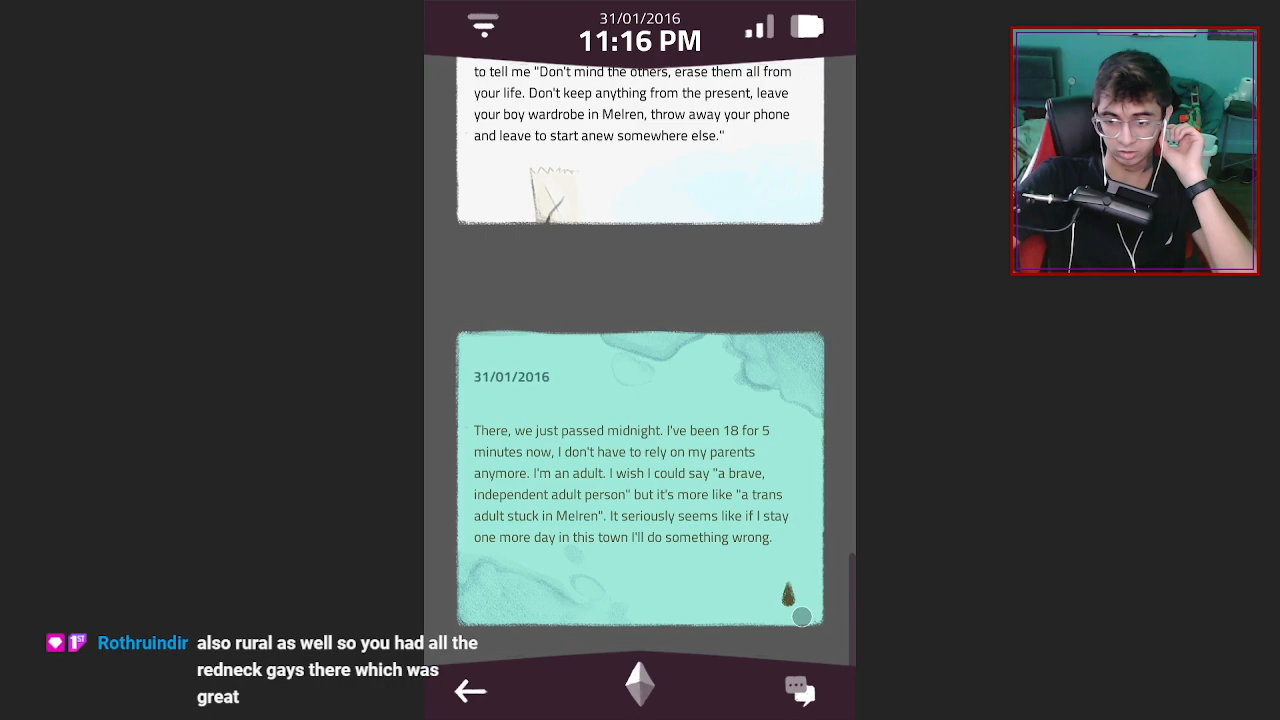 31/01/2016
11:16 PM
to tell me "Don't mind the others, erase them all from
your life. Don't keep anything from the present, leave
your boy wardrobe in Melren, throw away your phone
and leave to start anew somewhere else."
31/01/2016
There, we just passed midnight. I've been 18 for 5
minutes now, I don't have to rely on my parents
anymore. I'm an adult. I wish I could say "a brave,
independent adult person" but it's more like "a trans
adult stuck in Melren". It seriously seems like if I stay
one more day in this town I'll do something wrong.
1ST
Rothruindir also rural as well so you had all the
redneck gays there which was
great